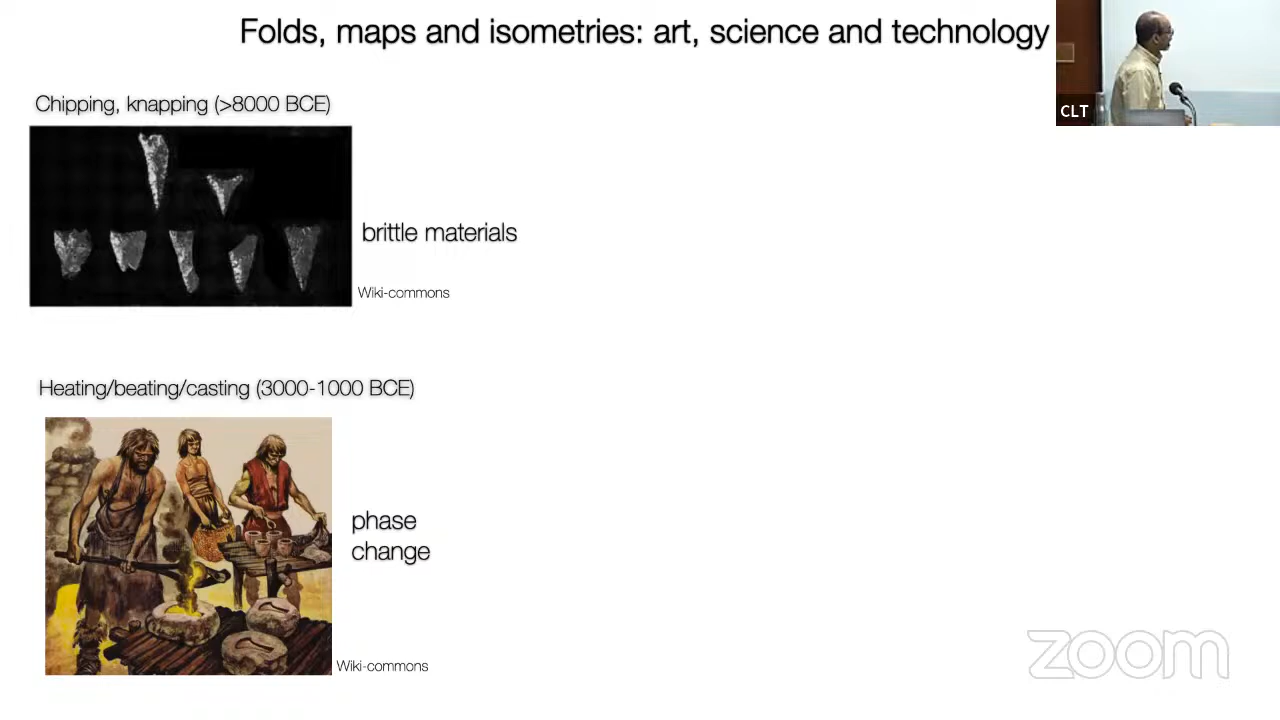 Folds, maps and isometries: art, science and technology
CLT
Chipping, knapping (>8000 BCE)
brittle materials
Wiki-commons
Heating/beating/casting (3000-1000 BCE)
phase
change
Wiki-commons
zoom